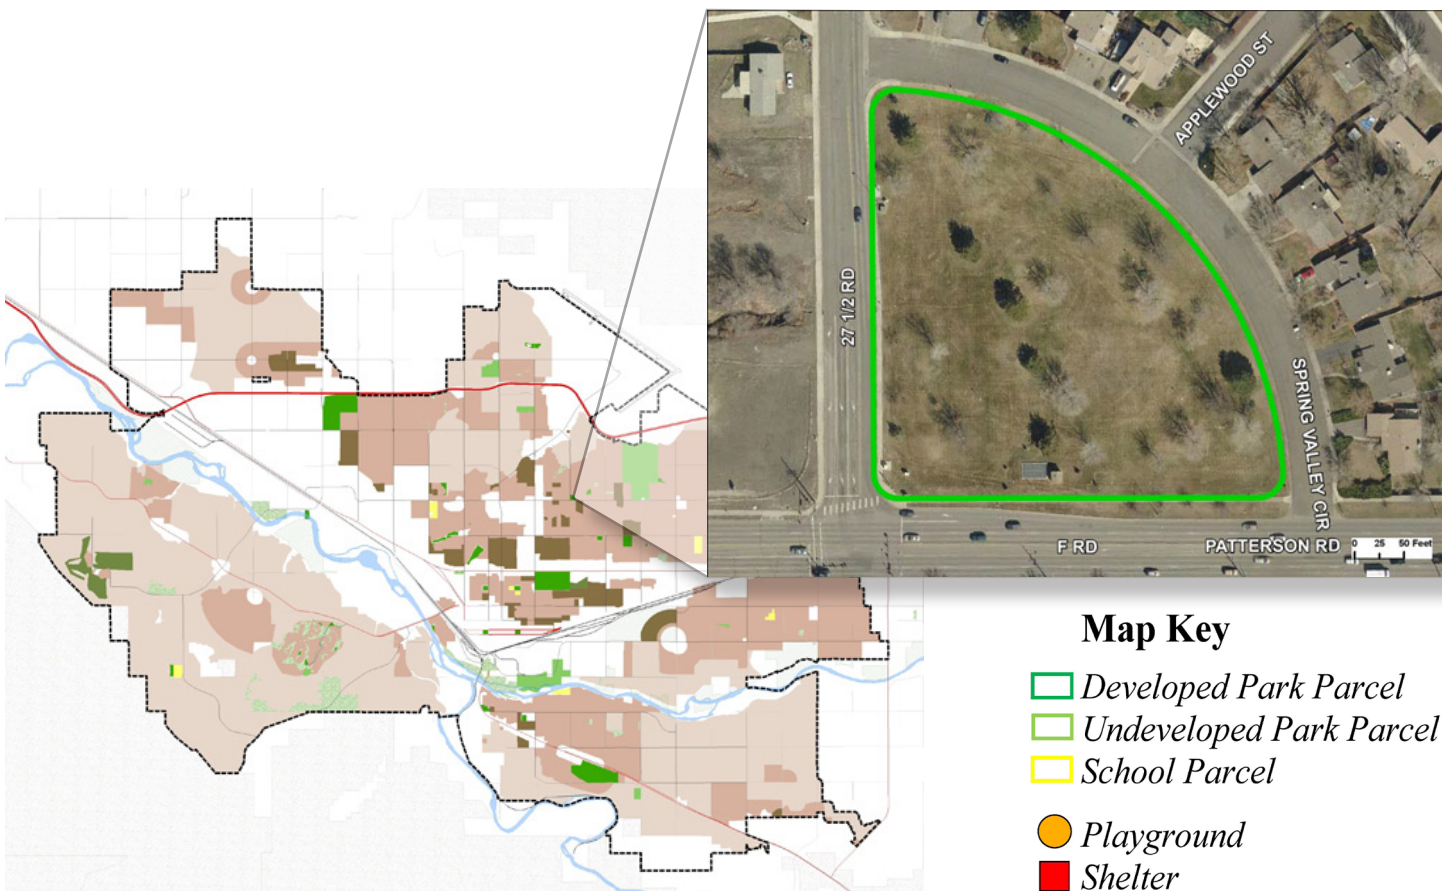 APPLEWOOD ST
27 1/2 RD
SPRING VALLEY CIR
F RD
PATTERSON RD
0 25 50 Feet
Map Key
Developed Park Parcel
Undeveloped Park Parcel
School Parcel
Playground
Shelter